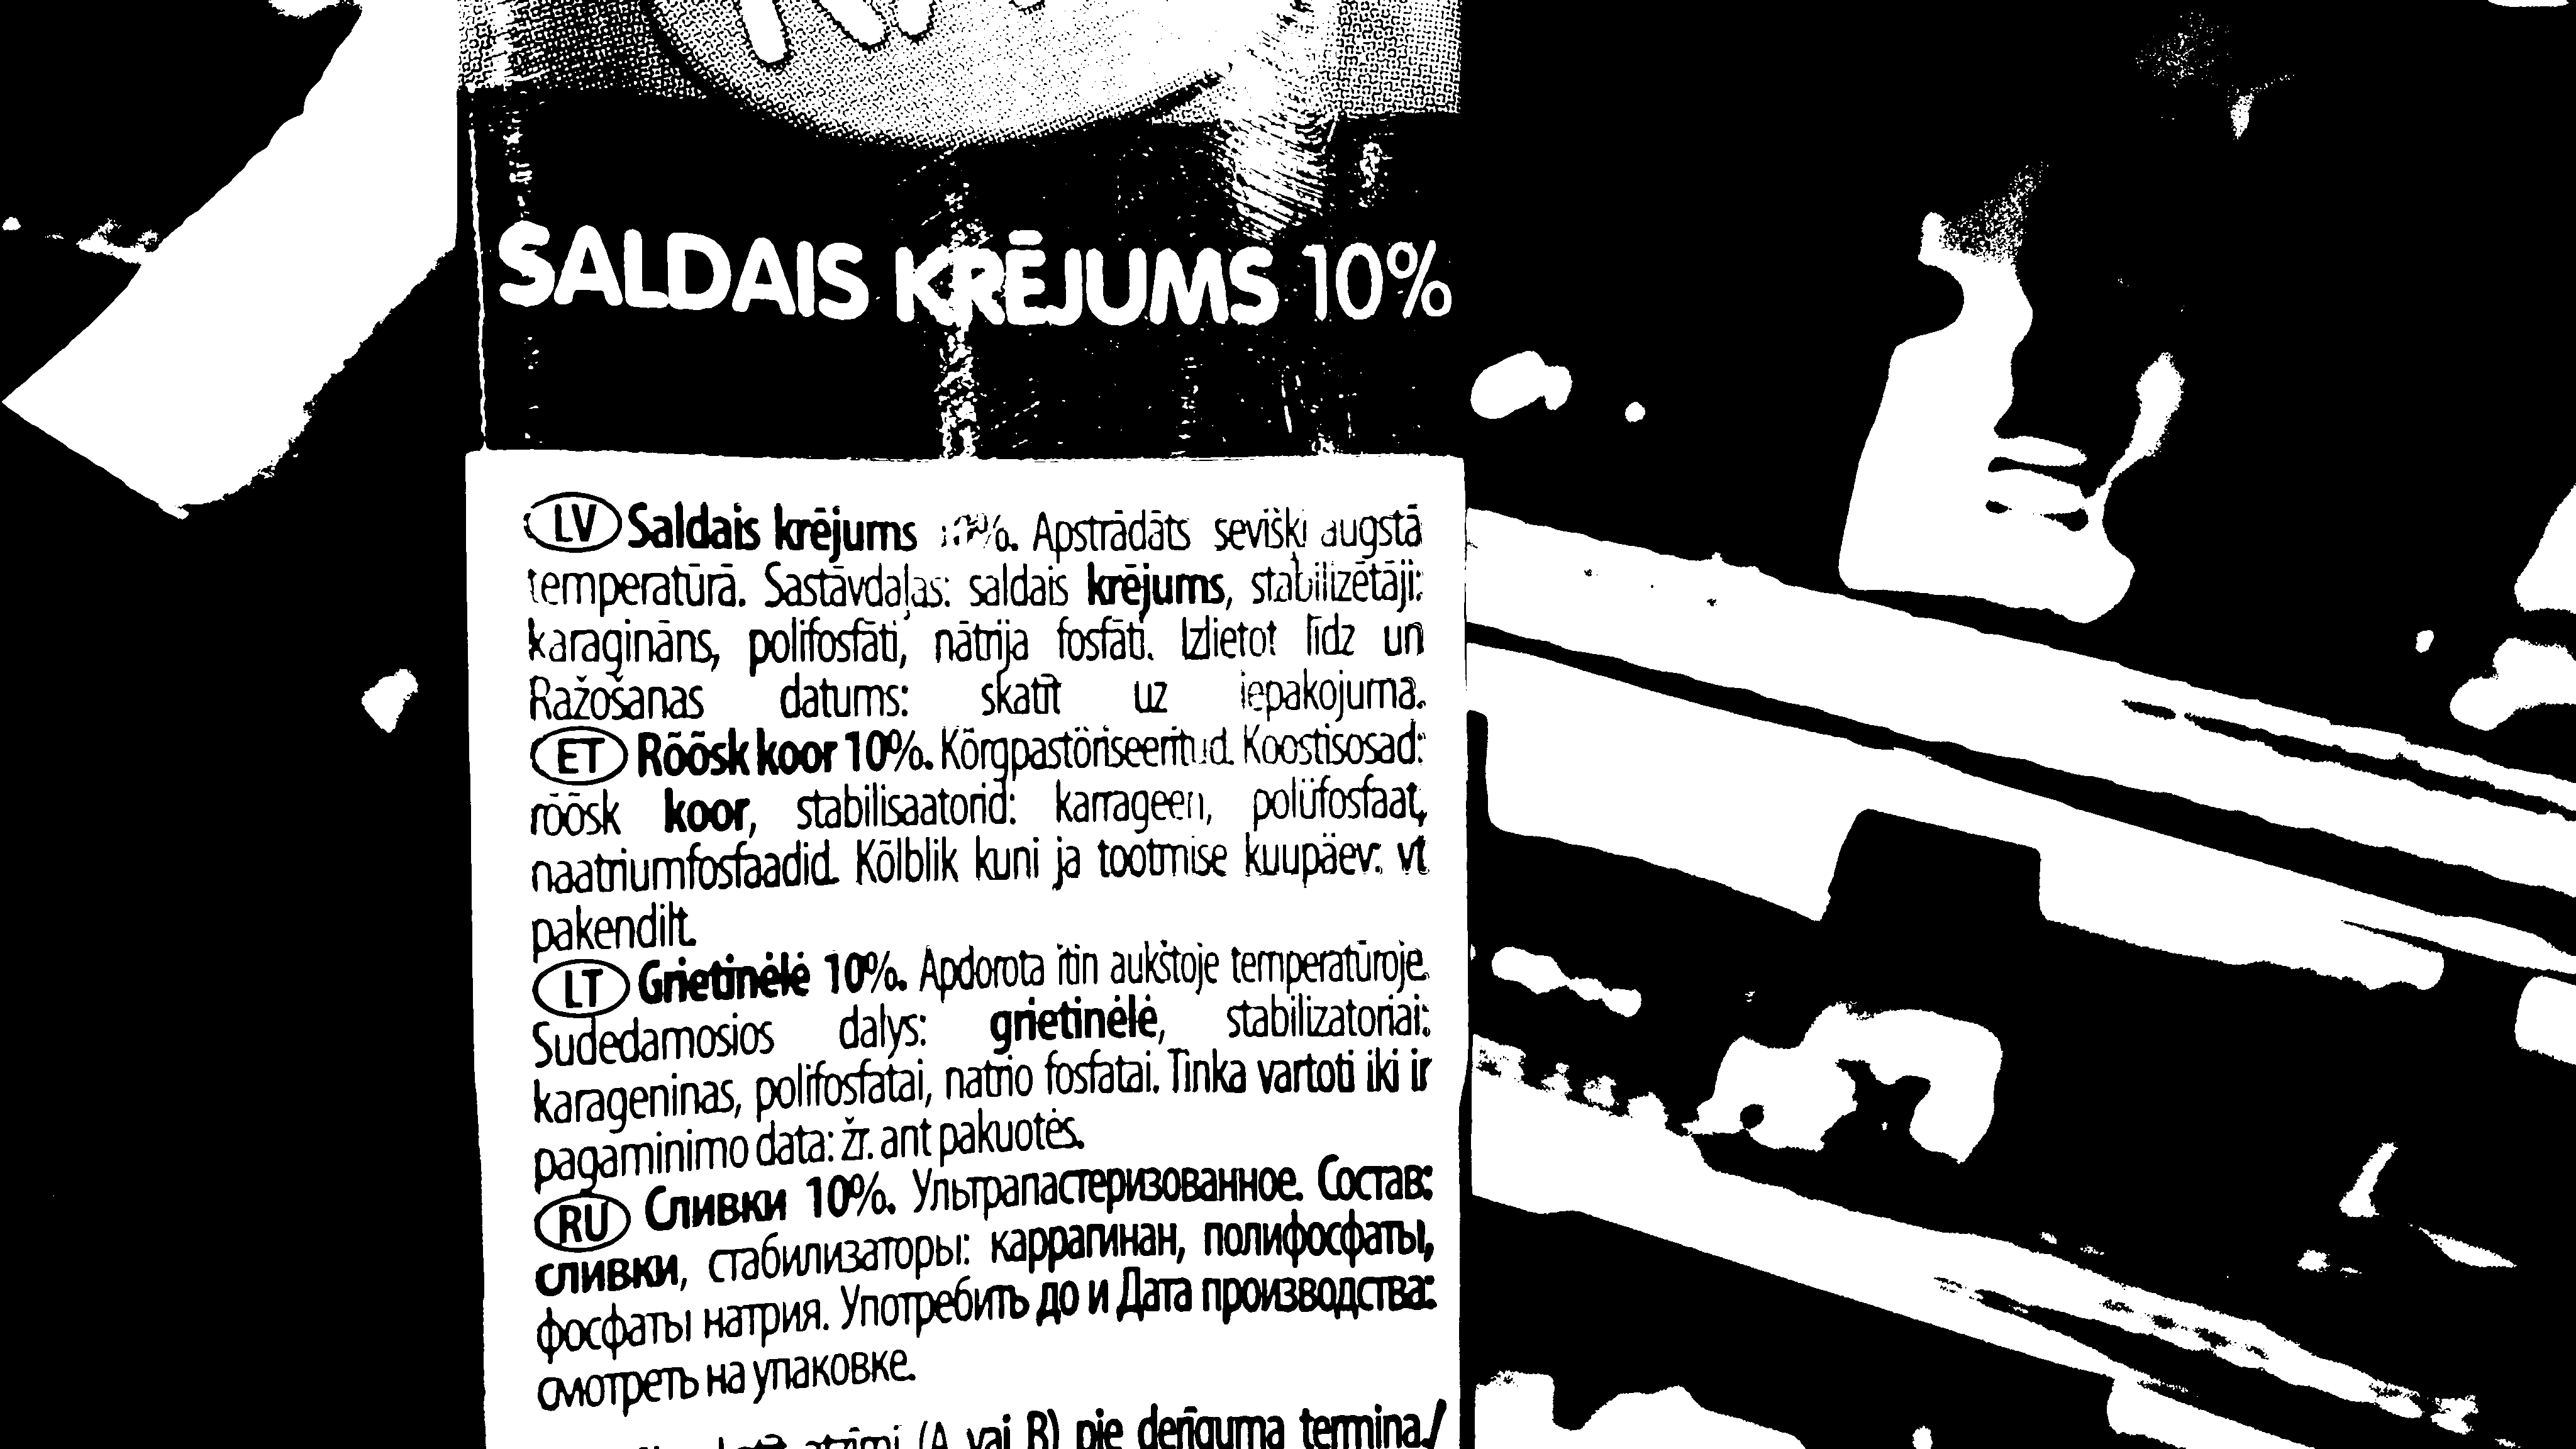 SALDAIS KRĒJUMS 10%
LV Saldais krējums 10%. Apstrādāts sevišķi augstā
temperatūrā. Sastāvdaļas: saldais krējums, stabilizētāji:
karagināns, polifosfāti, nātrija fosfāti. Izlietot līdz un
Ražošanas datums: skatīt uz iepakojuma.
ET Rõõsk koor 10%. Kõrgpastöriseeritud. Koostisosad:
rõõsk koor, stabilisaatorid: karrageen, polüfosfaat,
naatriumfosfaadid. Kõlblik kuni ja tootmise kuupäev: vt
pakendilt.
LT Grietinėlė 10%. Apdorota itin aukštoje temperatūroje.
Sudedamosios dalys: grietinėlė, stabilizatoriai:
karageninas, polifosfatai, natrio fosfatai. Tinka vartoti iki ir
pagaminimo data: žr. ant pakuotės.
RU Сливки 10%. Ультрапастеризованное. Состав:
сливки, стабилизаторы: каррагинан, полифосфаты,
фосфаты натрия. Употребить до и Дата производства:
смотреть на упаковке.
(A vai B) pie derīguma termiņa./